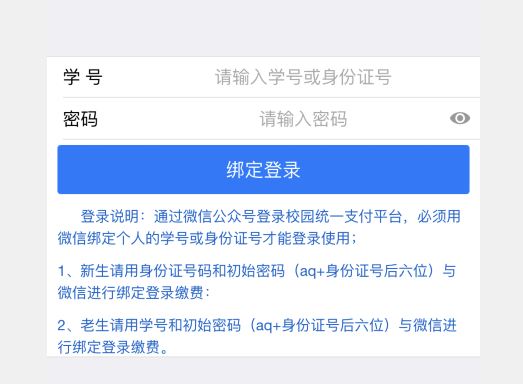 学 号 请输入学号或身份证号
密码 请输入密码
绑定登录
登录说明：通过微信公众号登录校园统一支付平台，必须用
微信绑定个人的学号或身份证号才能登录使用；
1、新生请用身份证号码和初始密码（aq+身份证号后六位）与
微信进行绑定登录缴费：
2、老生请用学号和初始密码（aq+身份证号后六位）与微信进
行绑定登录缴费。